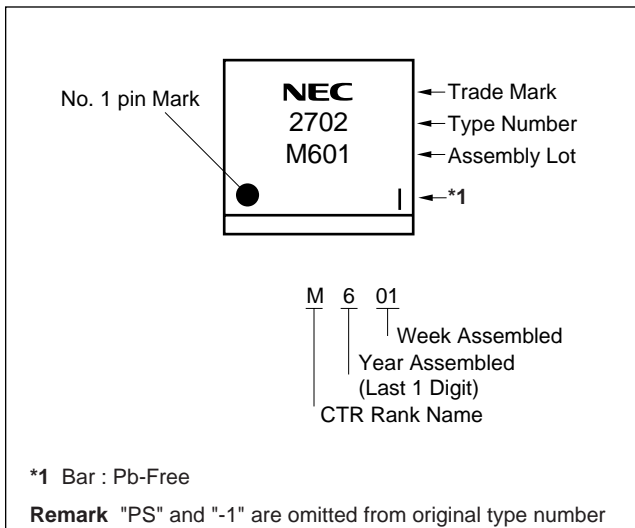 No. 1 pin Mark
NEC
2702
M601
Trade Mark
Type Number
Assembly Lot
*1
M 6 01
Week Assembled
Year Assembled
(Last 1 Digit)
CTR Rank Name
*1 Bar : Pb-Free
Remark "PS" and "-1" are omitted from original type number